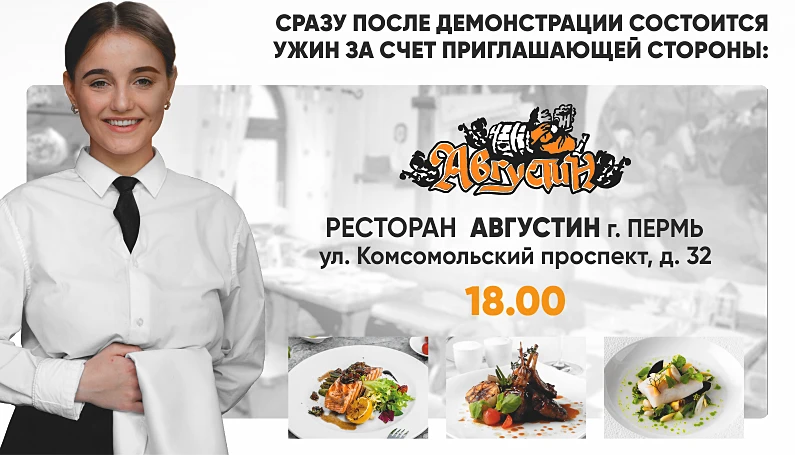 СРАЗУ ПОСЛЕ ДЕМОНСТРАЦИИ СОСТОИТСЯ
УЖИН ЗА СЧЕТ ПРИГЛАШАЮЩЕЙ СТОРОНЫ:
Августин
РЕСТОРАН АВГУСТИН г. ПЕРМЬ
ул. Комсомольский проспект, д. 32
18.00